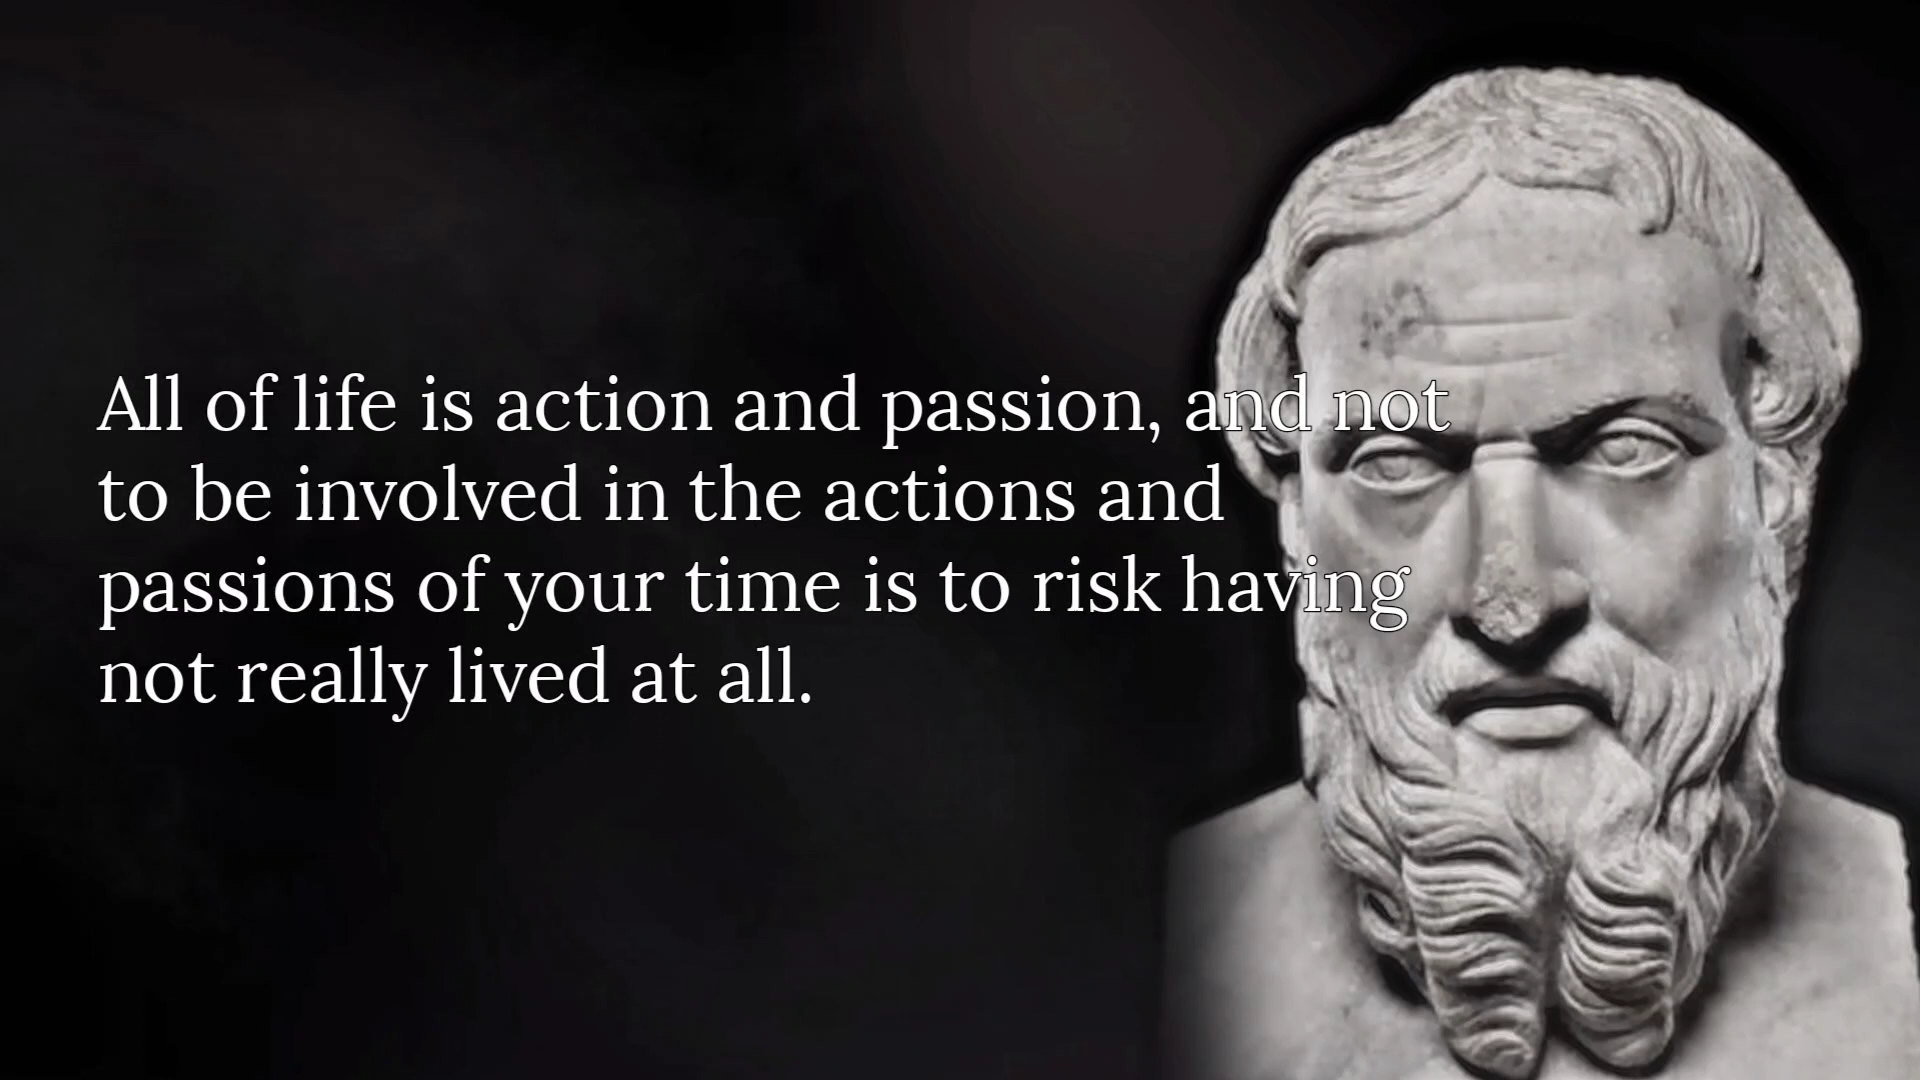 All of life is action and passion, and not
to be involved in the actions and
passions of your time is to risk having
not really lived at all.